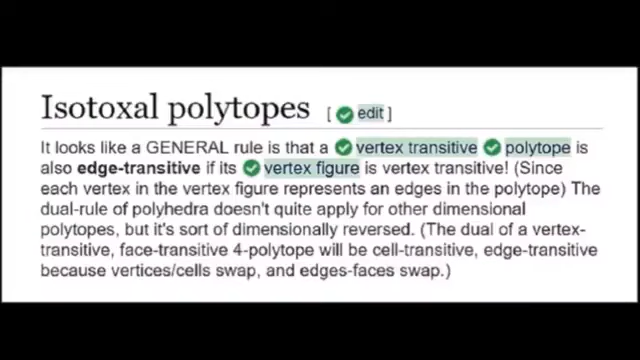 Isotoxal polytopes [ edit ]
It looks like a GENERAL rule is that a vertex transitive polytope is
also edge-transitive if its vertex figure is vertex transitive! (Since
each vertex in the vertex figure represents an edges in the polytope) The
dual-rule of polyhedra doesn't quite apply for other dimensional
polytopes, but it's sort of dimensionally reversed. (The dual of a vertex-
transitive, face-transitive 4-polytope will be cell-transitive, edge-transitive
because vertices/cells swap, and edges-faces swap.)